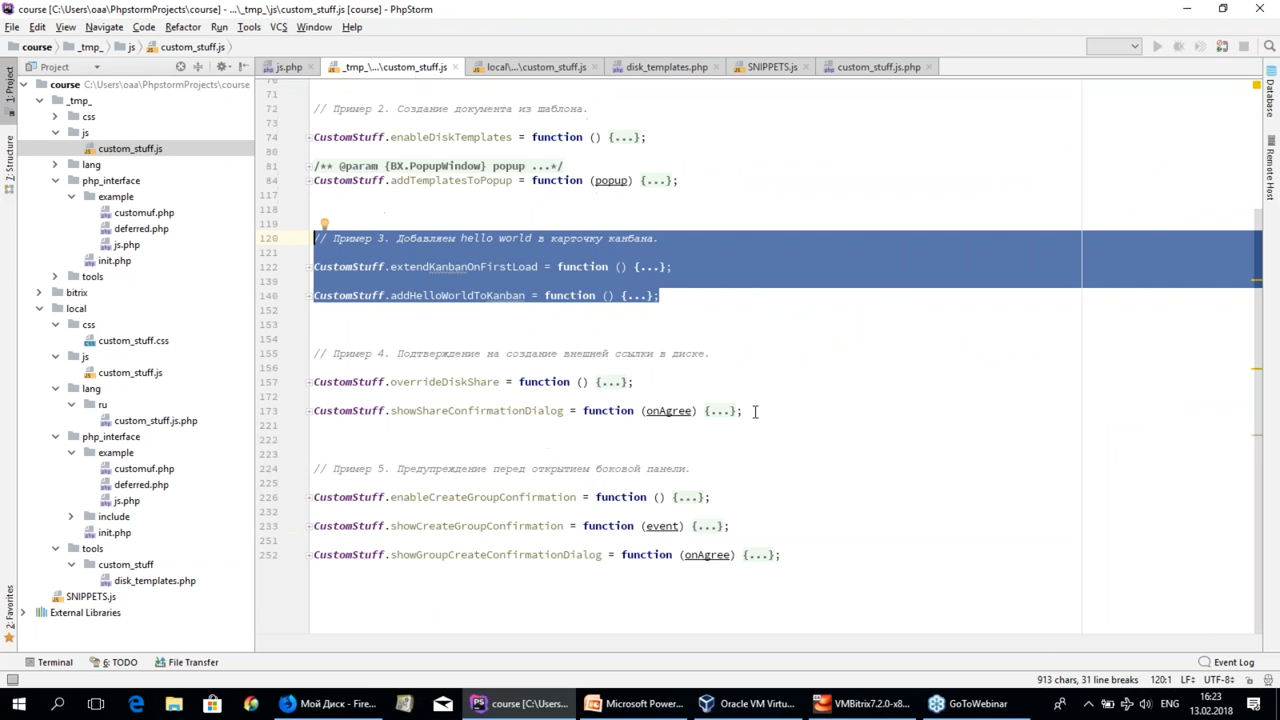 course [C:\Users\oaa\PhpstormProjects\course] - ...\_tmp_\js\custom_stuff.js [course] - PhpStorm
File Edit View Navigate Code Refactor Run Tools VCS Window Help
course _tmp_ js custom_stuff.js
Project
js.php _tmp_\...\custom_stuff.js local\...\custom_stuff.js disk_templates.php SNIPPETS.js custom_stuff.js.php
1: Project
7: Structure
2: Favorites
course C:\Users\oaa\PhpstormProjects\course
_tmp_
css
js
custom_stuff.js
lang
php_interface
example
customuf.php
deferred.php
js.php
init.php
tools
bitrix
local
css
custom_stuff.css
js
custom_stuff.js
lang
ru
custom_stuff.js.php
php_interface
example
customuf.php
deferred.php
js.php
include
init.php
tools
custom_stuff
disk_templates.php
SNIPPETS.js
External Libraries
70
71
72 // Пример 2. Создание документа из шаблона.
73
74 CustomStuff.enableDiskTemplates = function () {...};
80
81 /** @param {BX.PopupWindow} popup ...*/
84 CustomStuff.addTemplatesToPopup = function (popup) {...};
117
118
119
120 // Пример 3. Добавляем hello world в карточку канбана.
121
122 CustomStuff.extendKanbanOnFirstLoad = function () {...};
139
140 CustomStuff.addHelloWorldToKanban = function () {...};
152
153
154
155 // Пример 4. Подтверждение на создание внешней ссылки в диске.
156
157 CustomStuff.overrideDiskShare = function () {...};
172
173 CustomStuff.showShareConfirmationDialog = function (onAgree) {...};
221
222
223
224 // Пример 5. Предупреждение перед открытием боковой панели.
225
226 CustomStuff.enableCreateGroupConfirmation = function () {...};
232
233 CustomStuff.showCreateGroupConfirmation = function (event) {...};
251
252 CustomStuff.showGroupCreateConfirmationDialog = function (onAgree) {...};
Database
Remote Host
Terminal 6: TODO File Transfer Event Log
913 chars, 31 line breaks 120:1 LF÷ UTF-8÷
Мой Диск - Fire... course [C:\Users... Microsoft Power... Oracle VM Virtu... VMBitrix7.2.0-x8... GoToWebinar ENG 16:23
13.02.2018